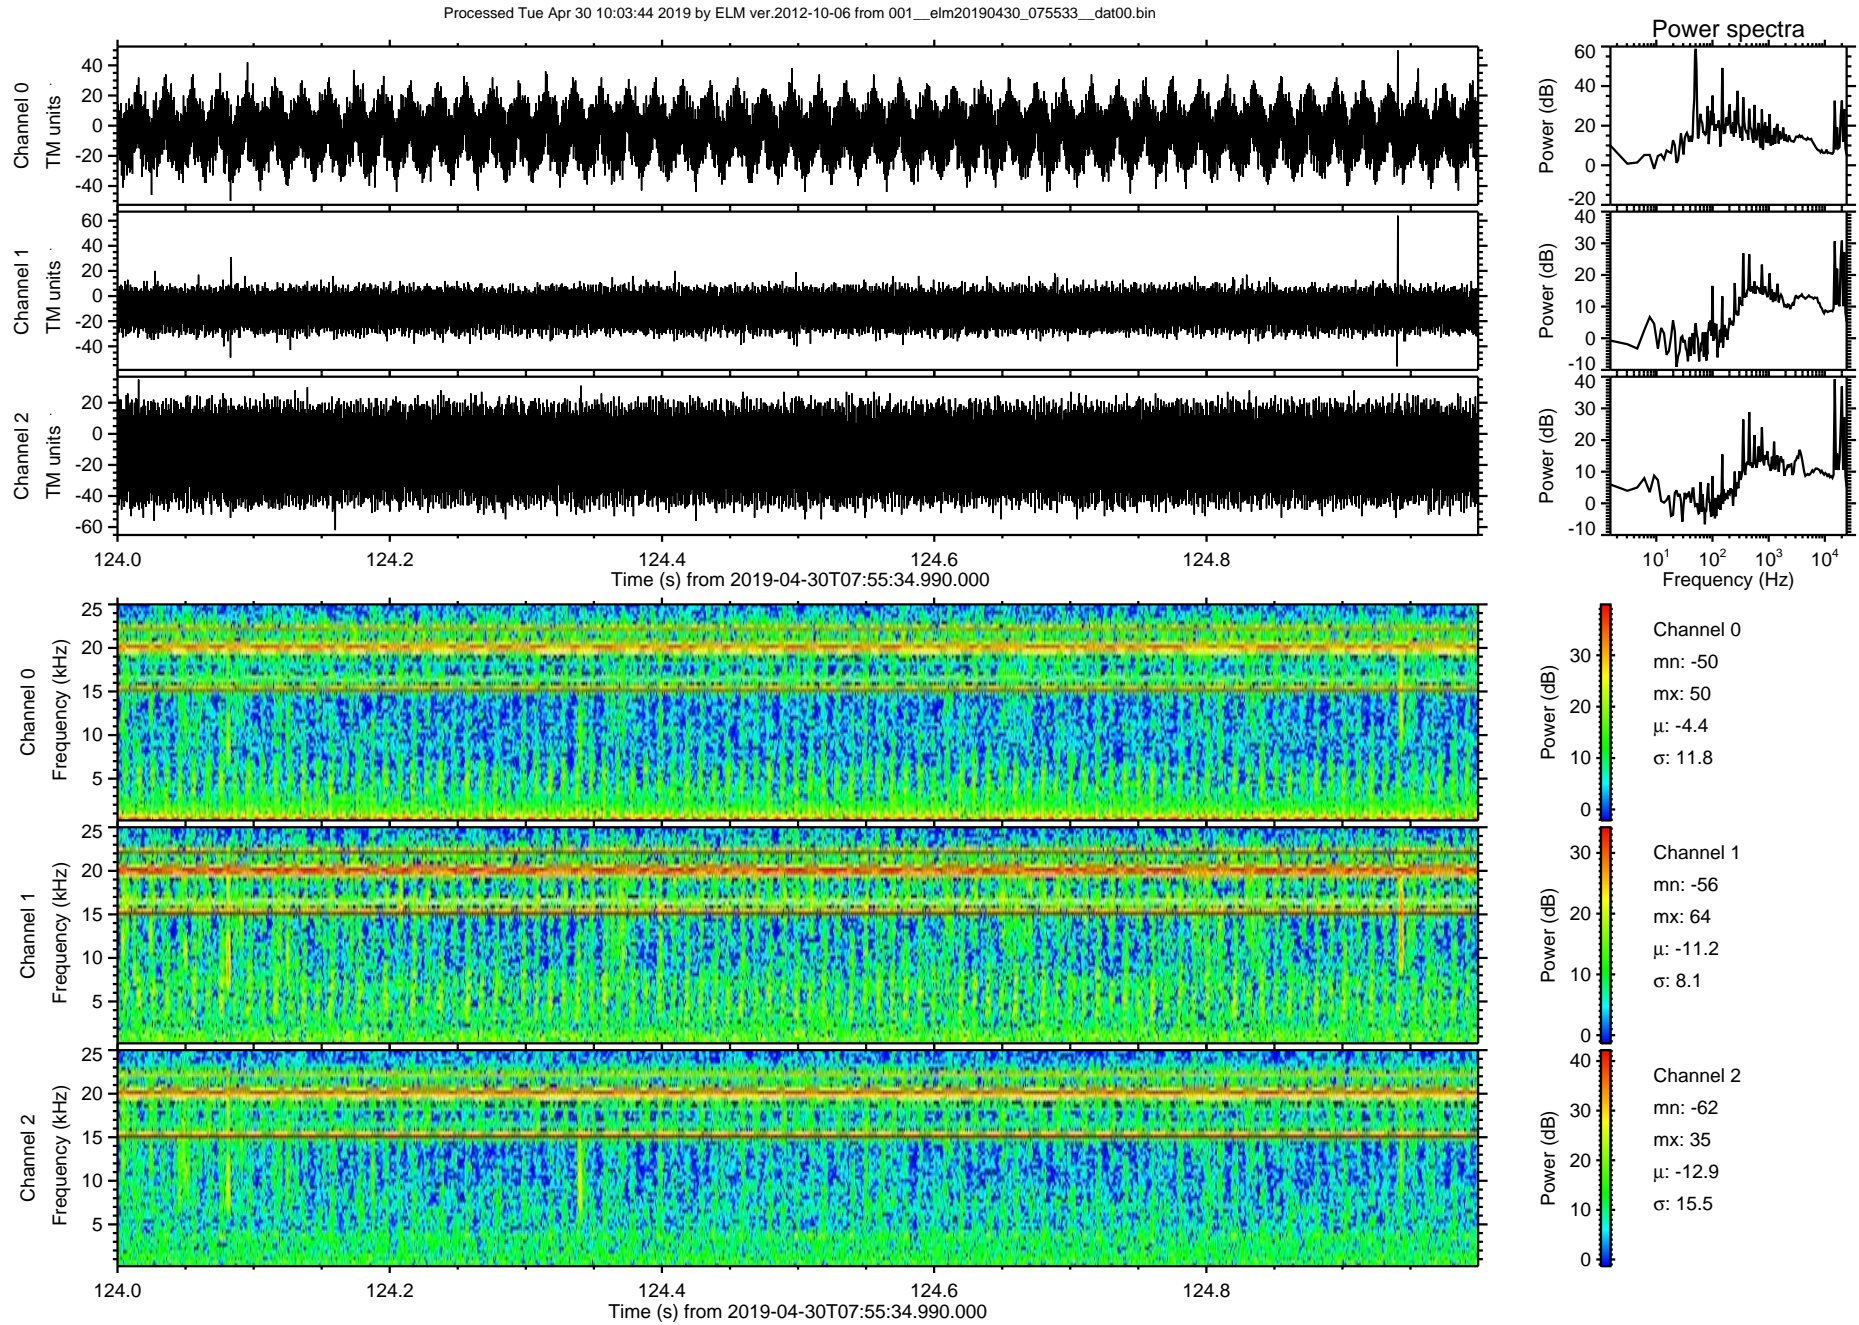 Processed Tue Apr 30 10:03:44 2019 by ELM ver.2012-10-06 from 001__elm20190430_075533__dat00.bin
Power spectra
Channel 0
TM units
40
20
0
-20
-40
Power (dB)
60
40
20
0
-20
Channel 1
TM units
60
40
20
0
-20
-40
Power (dB)
40
30
20
10
0
-10
Channel 2
TM units
20
0
-20
-40
-60
Power (dB)
40
30
20
10
0
-10
124.0 124.2 124.4 124.6 124.8
Time (s) from 2019-04-30T07:55:34.990.000
10¹ 10² 10³ 10⁴
Frequency (Hz)
Channel 0
Frequency (kHz)
25
20
15
10
5
Power (dB)
30
20
10
0
Channel 0
mn: -50
mx: 50
µ: -4.4
σ: 11.8
Channel 1
Frequency (kHz)
25
20
15
10
5
Power (dB)
30
20
10
0
Channel 1
mn: -56
mx: 64
µ: -11.2
σ: 8.1
Channel 2
Frequency (kHz)
25
20
15
10
5
Power (dB)
40
30
20
10
0
Channel 2
mn: -62
mx: 35
µ: -12.9
σ: 15.5
124.0 124.2 124.4 124.6 124.8
Time (s) from 2019-04-30T07:55:34.990.000